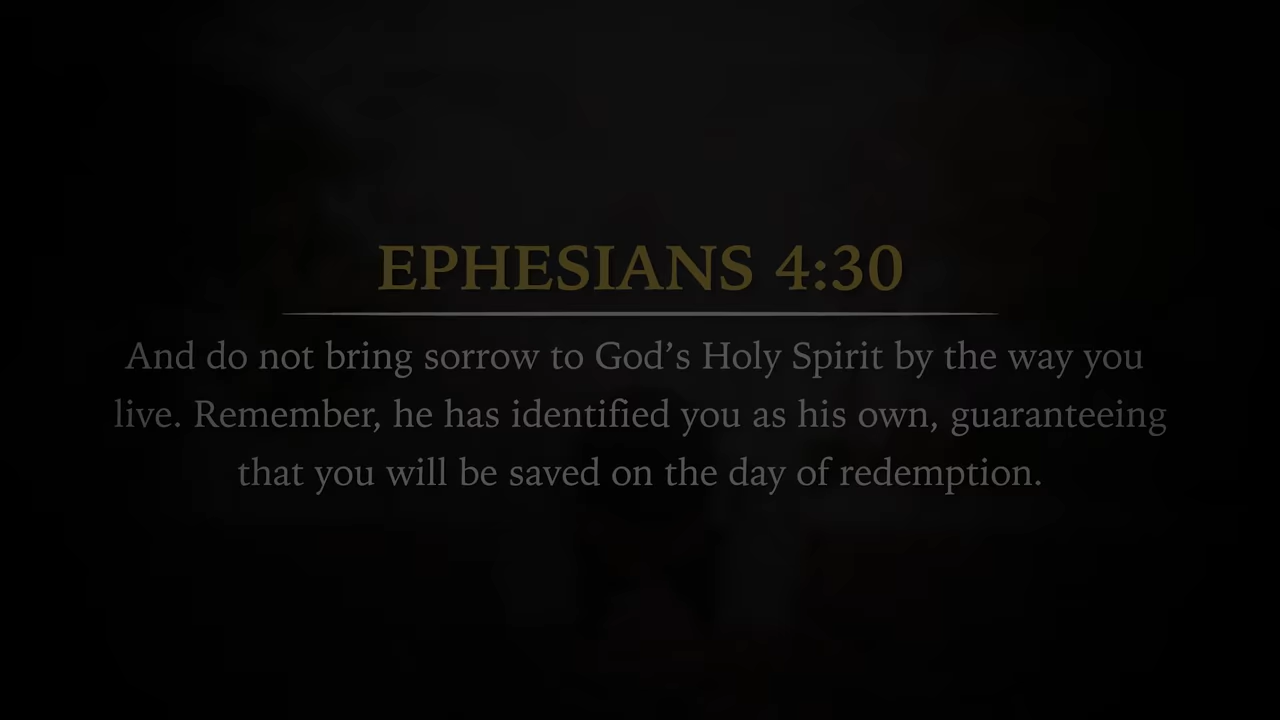 EPHESIANS 4:30
And do not bring sorrow to God’s Holy Spirit by the way you
live. Remember, he has identified you as his own, guaranteeing
that you will be saved on the day of redemption.